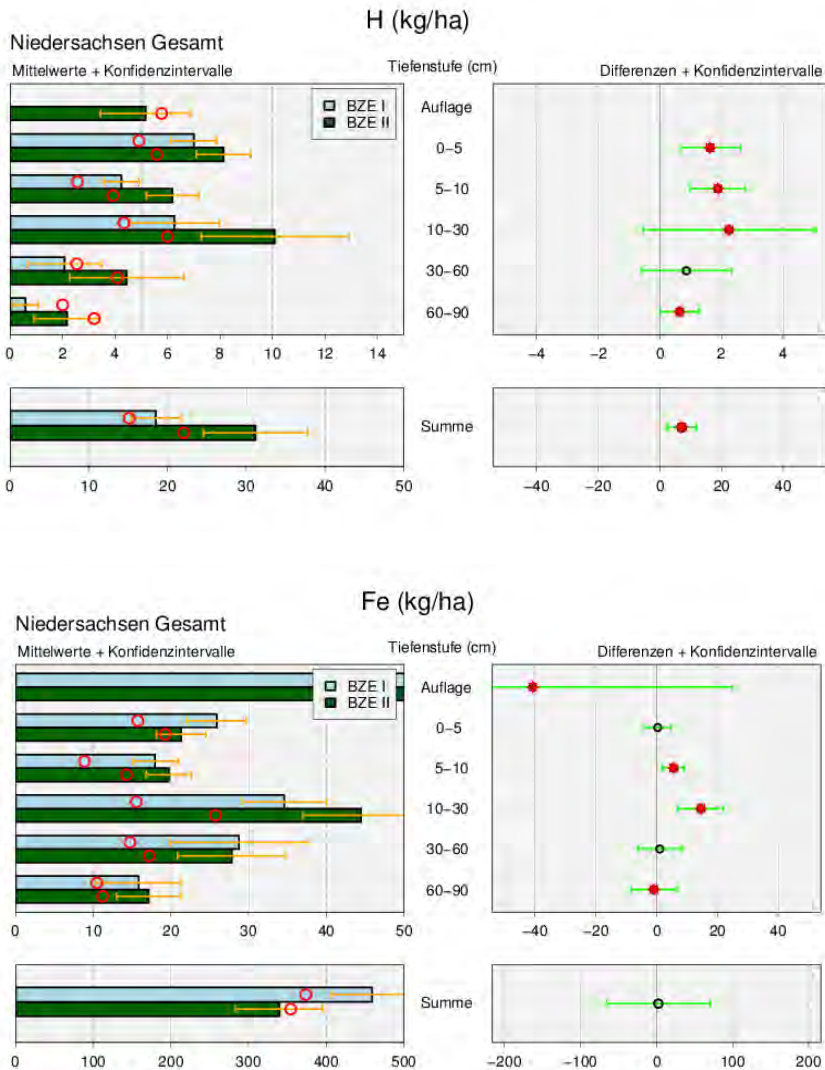 H (kg/ha)
Niedersachsen Gesamt
Mittelwerte + Konfidenzintervalle
Tiefenstufe (cm)
Differenzen + Konfidenzintervalle
BZE I
BZE II
Auflage
0–5
5–10
10–30
30–60
60–90
0 2 4 6 8 10 12 14
−4 −2 0 2 4
Summe
0 10 20 30 40 50
−40 −20 0 20 40
Fe (kg/ha)
Niedersachsen Gesamt
Mittelwerte + Konfidenzintervalle
Tiefenstufe (cm)
Differenzen + Konfidenzintervalle
BZE I
BZE II
Auflage
0–5
5–10
10–30
30–60
60–90
0 10 20 30 40 50
−40 −20 0 20 40
Summe
0 100 200 300 400 500
−200 −100 0 100 200